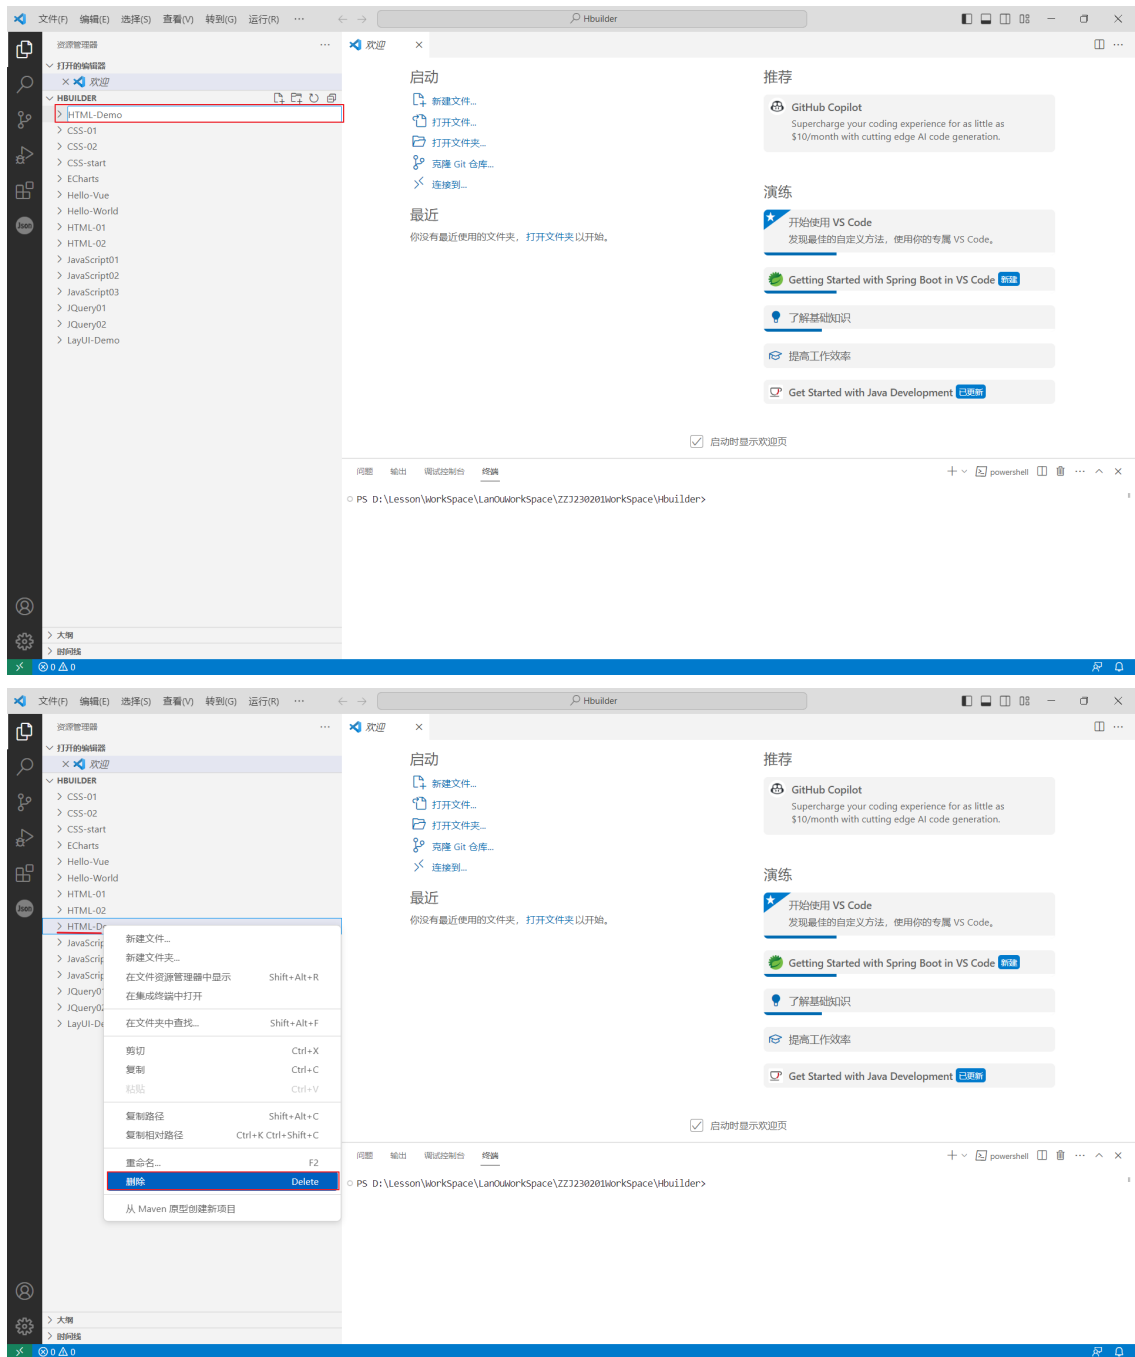 文件(F) 编辑(E) 选择(S) 查看(V) 转到(G) 运行(R) ··· Hbuilder
资源管理器 ···
欢迎
打开的编辑器
欢迎
HBUILDER
HTML-Demo
CSS-01
CSS-02
CSS-start
ECharts
Hello-Vue
Hello-World
HTML-01
HTML-02
JavaScript01
JavaScript02
JavaScript03
JQuery01
JQuery02
LayUI-Demo
大纲
时间线
Json
启动
新建文件...
打开文件...
打开文件夹...
克隆 Git 仓库...
连接到...
最近
你没有最近使用的文件夹，打开文件夹以开始。
推荐
GitHub Copilot
Supercharge your coding experience for as little as
$10/month with cutting edge AI code generation.
演练
开始使用 VS Code
发现最佳的自定义方法，使用你的专属 VS Code。
Getting Started with Spring Boot in VS Code 新建
了解基础知识
提高工作效率
Get Started with Java Development 已更新
启动时显示欢迎页
问题 输出 调试控制台 终端 powershell
PS D:\Lesson\WorkSpace\LanOuWorkSpace\ZZJ230201WorkSpace\Hbuilder>
0 0
文件(F) 编辑(E) 选择(S) 查看(V) 转到(G) 运行(R) ··· Hbuilder
资源管理器 ···
欢迎
打开的编辑器
欢迎
HBUILDER
CSS-01
CSS-02
CSS-start
ECharts
Hello-Vue
Hello-World
HTML-01
HTML-02
HTML-De
JavaScrip
JavaScrip
JavaScrip
JQuery0
JQuery02
LayUI-De
新建文件...
新建文件夹...
在文件资源管理器中显示 Shift+Alt+R
在集成终端中打开
在文件夹中查找... Shift+Alt+F
剪切 Ctrl+X
复制 Ctrl+C
粘贴 Ctrl+V
复制路径 Shift+Alt+C
复制相对路径 Ctrl+K Ctrl+Shift+C
重命名... F2
删除 Delete
从 Maven 原型创建新项目
大纲
时间线
Json
启动
新建文件...
打开文件...
打开文件夹...
克隆 Git 仓库...
连接到...
最近
你没有最近使用的文件夹，打开文件夹以开始。
推荐
GitHub Copilot
Supercharge your coding experience for as little as
$10/month with cutting edge AI code generation.
演练
开始使用 VS Code
发现最佳的自定义方法，使用你的专属 VS Code。
Getting Started with Spring Boot in VS Code 新建
了解基础知识
提高工作效率
Get Started with Java Development 已更新
启动时显示欢迎页
问题 输出 调试控制台 终端 powershell
PS D:\Lesson\WorkSpace\LanOuWorkSpace\ZZJ230201WorkSpace\Hbuilder>
0 0